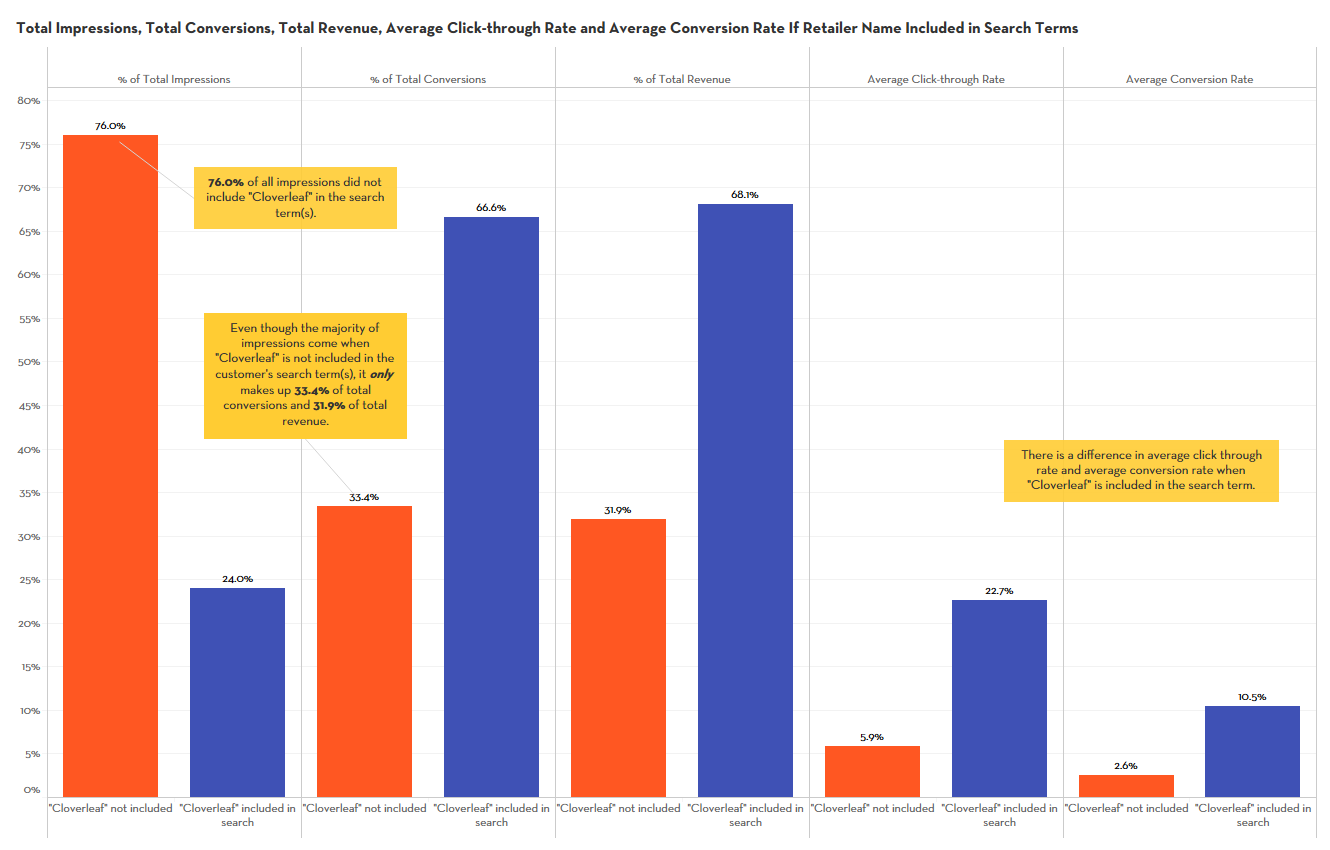 Total Impressions, Total Conversions, Total Revenue, Average Click-through Rate and Average Conversion Rate If Retailer Name Included in Search Terms
% of Total Impressions
% of Total Conversions
% of Total Revenue
Average Click-through Rate
Average Conversion Rate
80%
75%
70%
65%
60%
55%
50%
45%
40%
35%
30%
25%
20%
15%
10%
5%
0%
76.0%
24.0%
33.4%
66.6%
31.9%
68.1%
5.9%
22.7%
2.6%
10.5%
76.0% of all impressions did not
include "Cloverleaf" in the search
term(s).
Even though the majority of
impressions come when
"Cloverleaf" is not included in the
customer's search term(s), it only
makes up 33.4% of total
conversions and 31.9% of total
revenue.
There is a difference in average click through
rate and average conversion rate when
"Cloverleaf" is included in the search term.
"Cloverleaf" not included
"Cloverleaf" included in
search
"Cloverleaf" not included
"Cloverleaf" included in
search
"Cloverleaf" not included
"Cloverleaf" included in
search
"Cloverleaf" not included
"Cloverleaf" included in
search
"Cloverleaf" not included
"Cloverleaf" included in
search